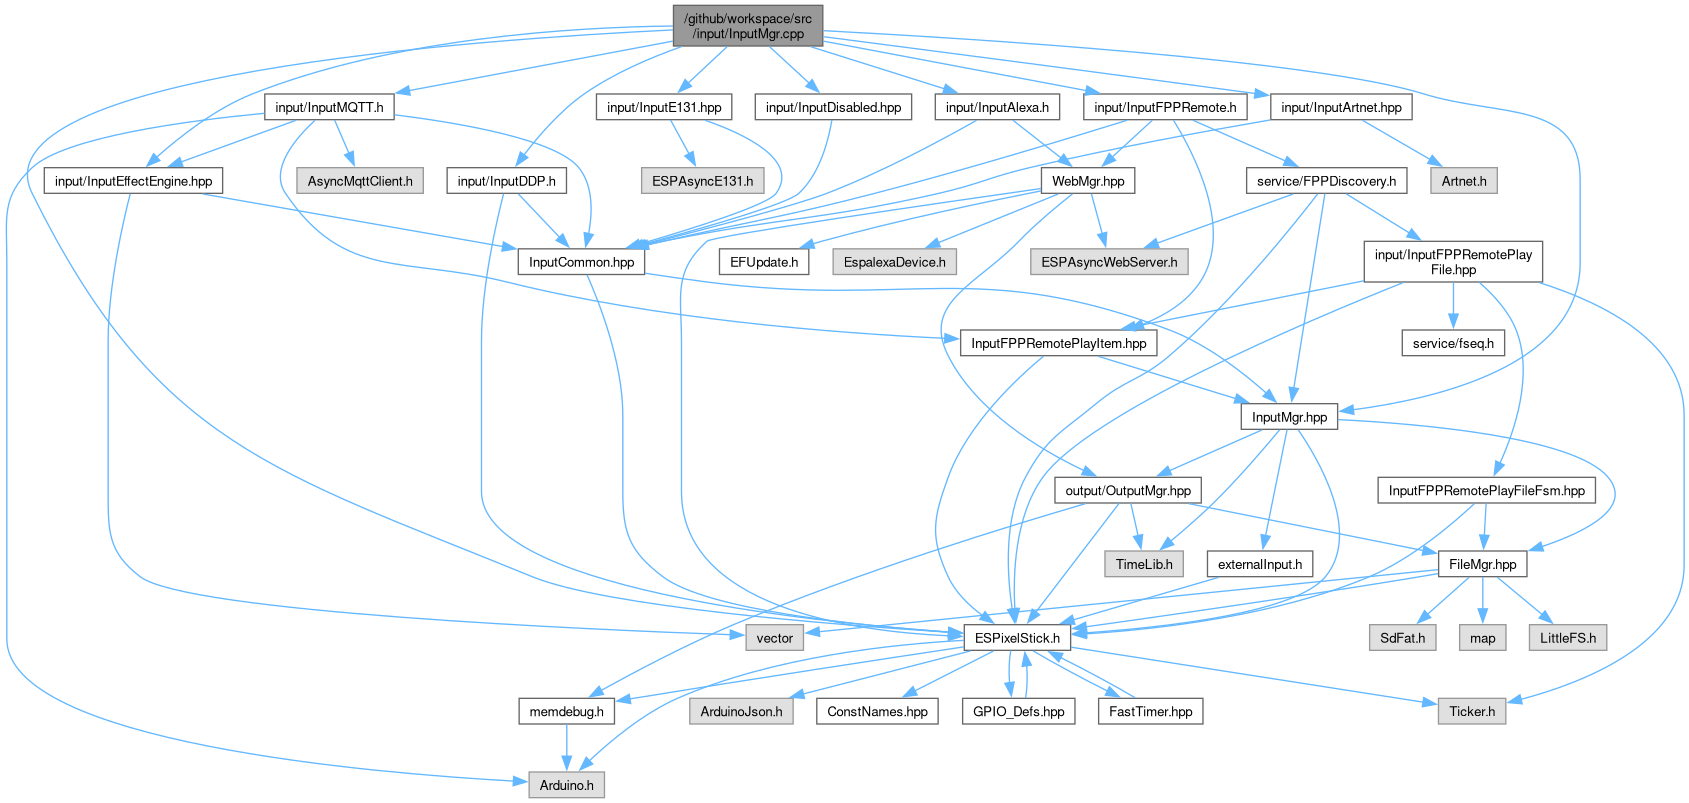 /github/workspace/src
/input/InputMgr.cpp
input/InputMQTT.h
input/InputE131.hpp
input/InputDisabled.hpp
input/InputAlexa.h
input/InputFPPRemote.h
input/InputArtnet.hpp
input/InputEffectEngine.hpp
AsyncMqttClient.h
input/InputDDP.h
ESPAsyncE131.h
WebMgr.hpp
service/FPPDiscovery.h
Artnet.h
InputCommon.hpp
EFUpdate.h
EspalexaDevice.h
ESPAsyncWebServer.h
input/InputFPPRemotePlay
File.hpp
InputFPPRemotePlayItem.hpp
service/fseq.h
InputMgr.hpp
output/OutputMgr.hpp
InputFPPRemotePlayFileFsm.hpp
TimeLib.h
externalInput.h
FileMgr.hpp
vector
ESPixelStick.h
SdFat.h
map
LittleFS.h
memdebug.h
ArduinoJson.h
ConstNames.hpp
GPIO_Defs.hpp
FastTimer.hpp
Ticker.h
Arduino.h